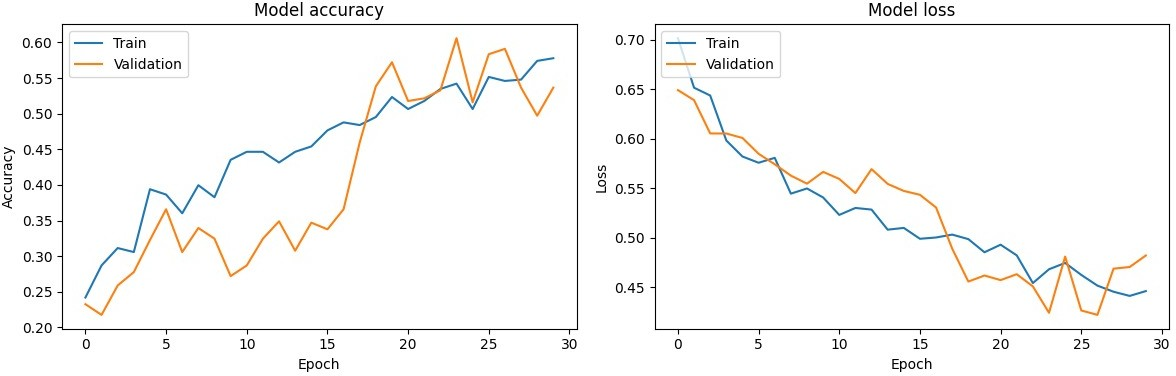 Model accuracy
Train
Validation
0.60
0.55
0.50
0.45
0.40
0.35
0.30
0.25
0.20
Accuracy
0 5 10 15 20 25 30
Epoch
Model loss
Train
Validation
0.70
0.65
0.60
0.55
0.50
0.45
Loss
0 5 10 15 20 25 30
Epoch